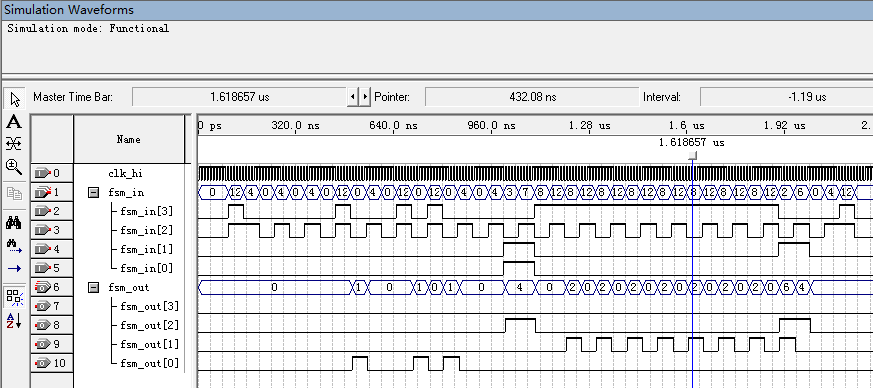 Simulation Waveforms
Simulation mode: Functional
Master Time Bar: 1.618657 us Pointer: 432.08 ns Interval: -1.19 us
Name
0 ps 320.0 ns 640.0 ns 960.0 ns 1.28 us 1.6 us 1.92 us 2.
1.618657 us
0 clk_hi
1 fsm_in 0 12 4 0 4 0 4 0 12 0 4 0 12 0 12 0 4 0 4 3 7 8 12 8 12 8 12 8 12 8 12 8 12 8 12 8 12 2 6 0 4 12
2 fsm_in[3]
3 fsm_in[2]
4 fsm_in[1]
5 fsm_in[0]
6 fsm_out 0 1 0 1 0 1 0 4 0 2 0 2 0 2 0 2 0 2 0 2 0 2 0 6 4
7 fsm_out[3]
8 fsm_out[2]
9 fsm_out[1]
10 fsm_out[0]